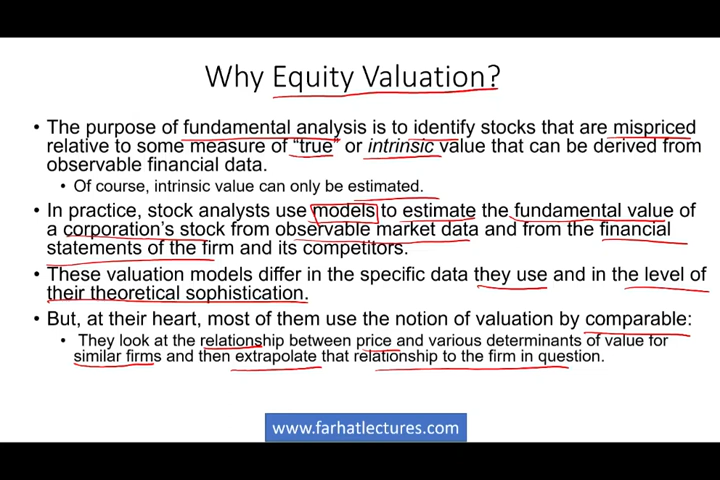 Why Equity Valuation?
• The purpose of fundamental analysis is to identify stocks that are mispriced
relative to some measure of “true” or intrinsic value that can be derived from
observable financial data.
• Of course, intrinsic value can only be estimated.
• In practice, stock analysts use models to estimate the fundamental value of
a corporation’s stock from observable market data and from the financial
statements of the firm and its competitors.
• These valuation models differ in the specific data they use and in the level of
their theoretical sophistication.
• But, at their heart, most of them use the notion of valuation by comparable:
• They look at the relationship between price and various determinants of value for
similar firms and then extrapolate that relationship to the firm in question.
www.farhatlectures.com